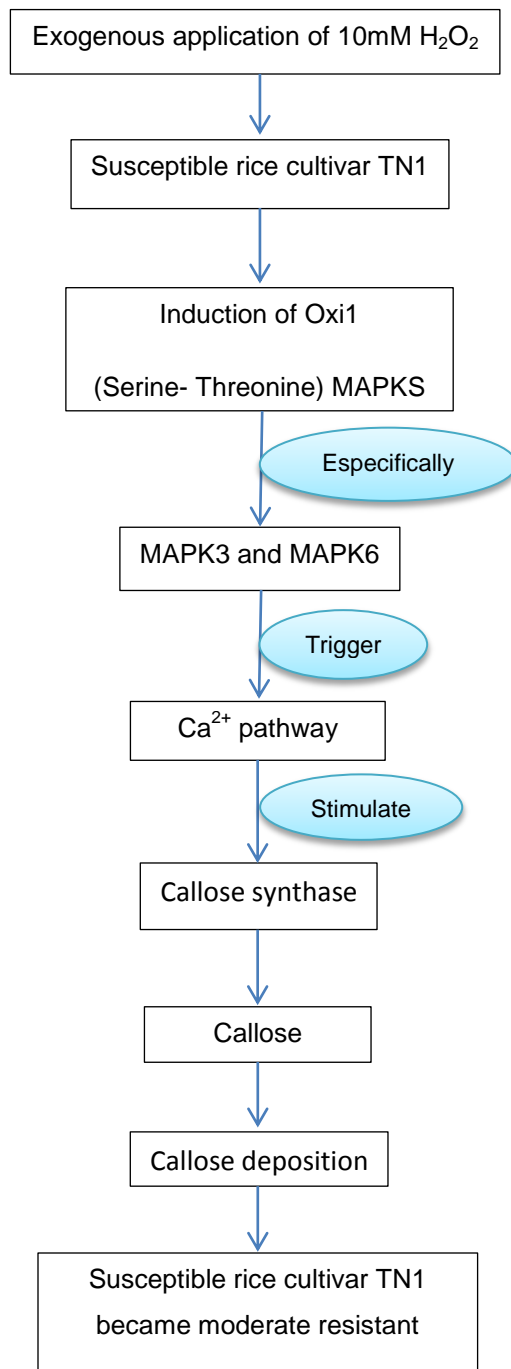 Exogenous application of 10mM H₂O₂
Susceptible rice cultivar TN1
Induction of Oxi1
(Serine- Threonine) MAPKS
Especifically
MAPK3 and MAPK6
Trigger
Ca²⁺ pathway
Stimulate
Callose synthase
Callose
Callose deposition
Susceptible rice cultivar TN1
became moderate resistant